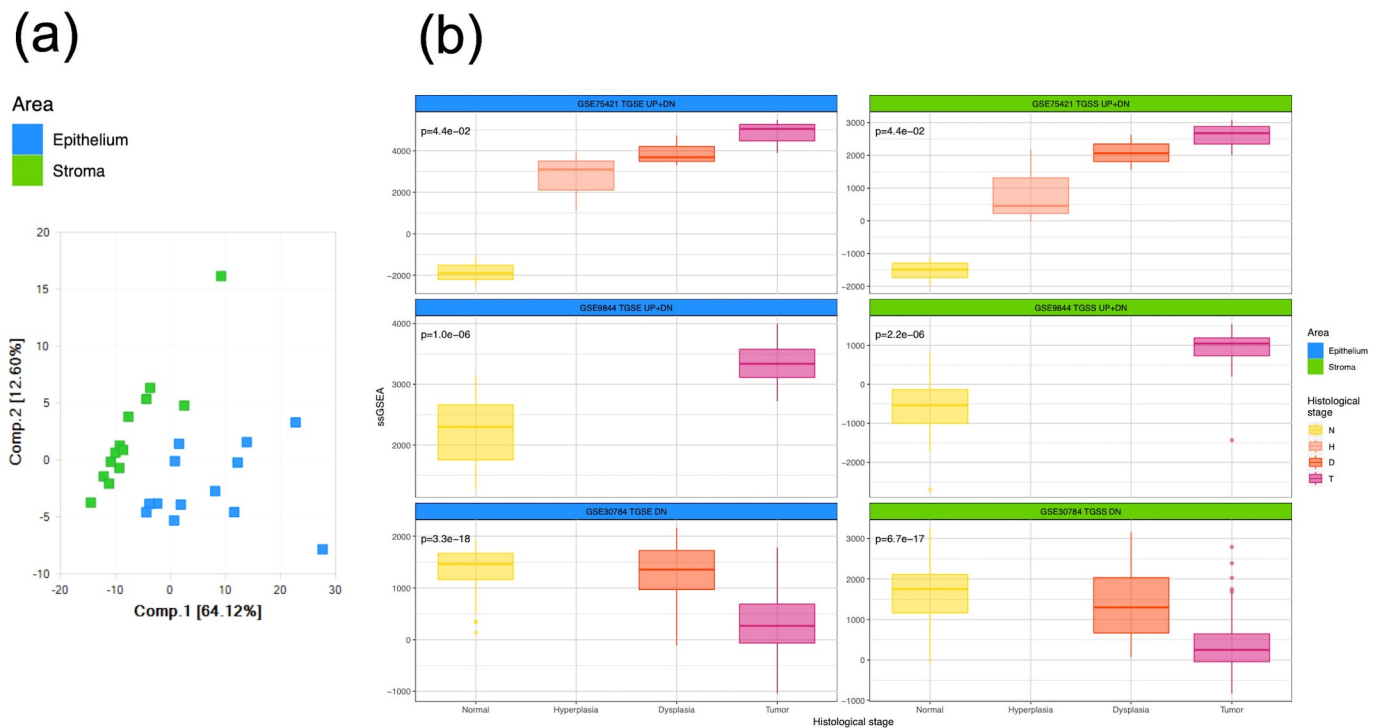 (a)
(b)
Area
Epithelium
Stroma
20
15
10
5
0
-5
-10
-20
-10
0
10
20
30
Comp.2 [12.60%]
Comp.1 [64.12%]
GSE75421 TGSE UP+DN
p=4.4e-02
4000
2000
0
−2000
GSE75421 TGSS UP+DN
p=4.4e-02
3000
2000
1000
0
−1000
−2000
GSE9844 TGSE UP+DN
p=1.0e-06
4000
3000
2000
GSE9844 TGSS UP+DN
p=2.2e-06
1000
0
−1000
−2000
GSE30784 TGSE DN
p=3.3e-18
2000
1000
0
−1000
GSE30784 TGSS DN
p=6.7e-17
3000
2000
1000
0
−1000
ssGSEA
Normal
Hyperplasia
Dysplasia
Tumor
Normal
Hyperplasia
Dysplasia
Tumor
Histological stage
Area
Epithelium
Stroma
Histological
stage
N
H
D
T